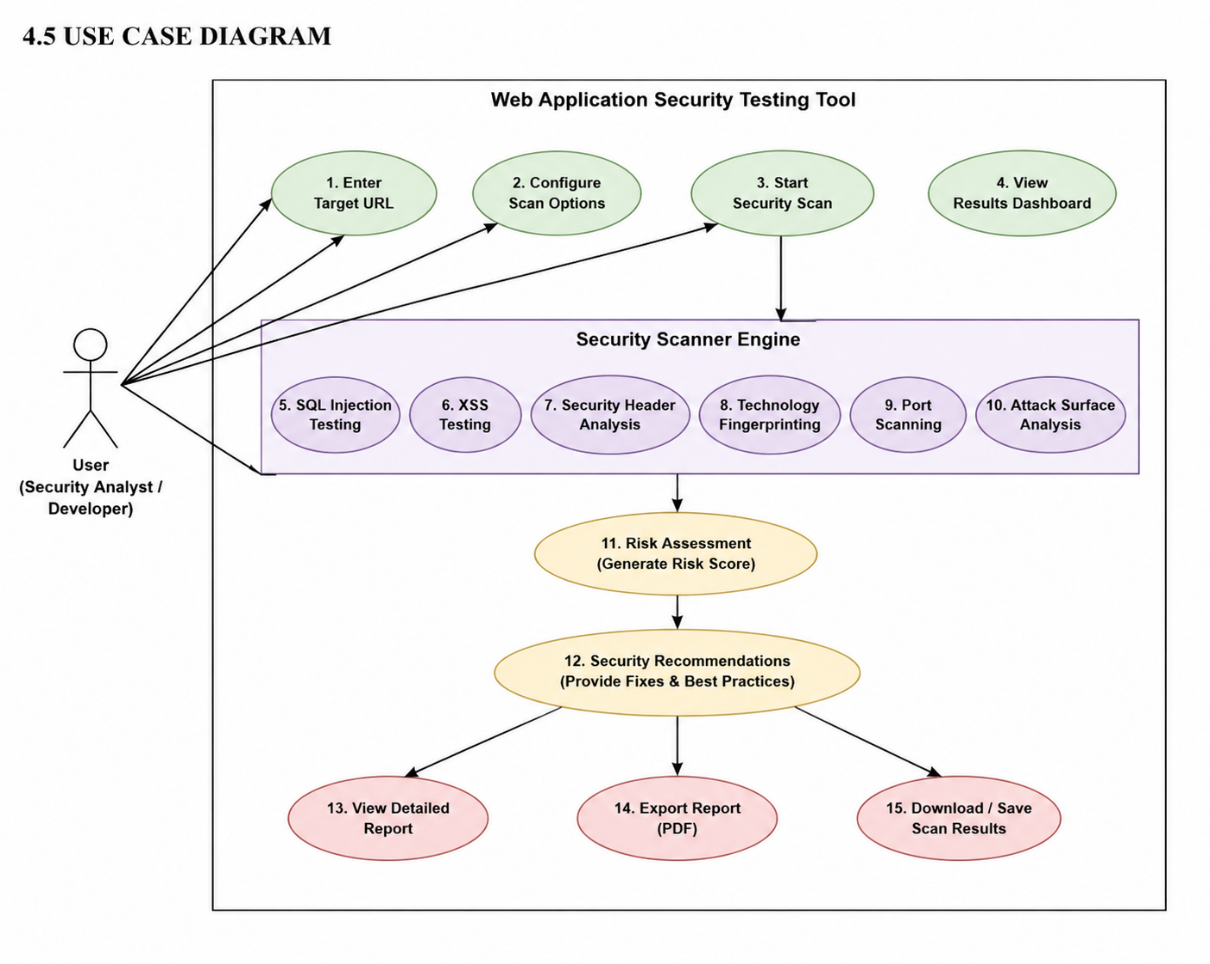 4.5 USE CASE DIAGRAM
Web Application Security Testing Tool
1. Enter
Target URL
2. Configure
Scan Options
3. Start
Security Scan
4. View
Results Dashboard
Security Scanner Engine
5. SQL Injection
Testing
6. XSS
Testing
7. Security Header
Analysis
8. Technology
Fingerprinting
9. Port
Scanning
10. Attack Surface
Analysis
User
(Security Analyst /
Developer)
11. Risk Assessment
(Generate Risk Score)
12. Security Recommendations
(Provide Fixes & Best Practices)
13. View Detailed
Report
14. Export Report
(PDF)
15. Download / Save
Scan Results